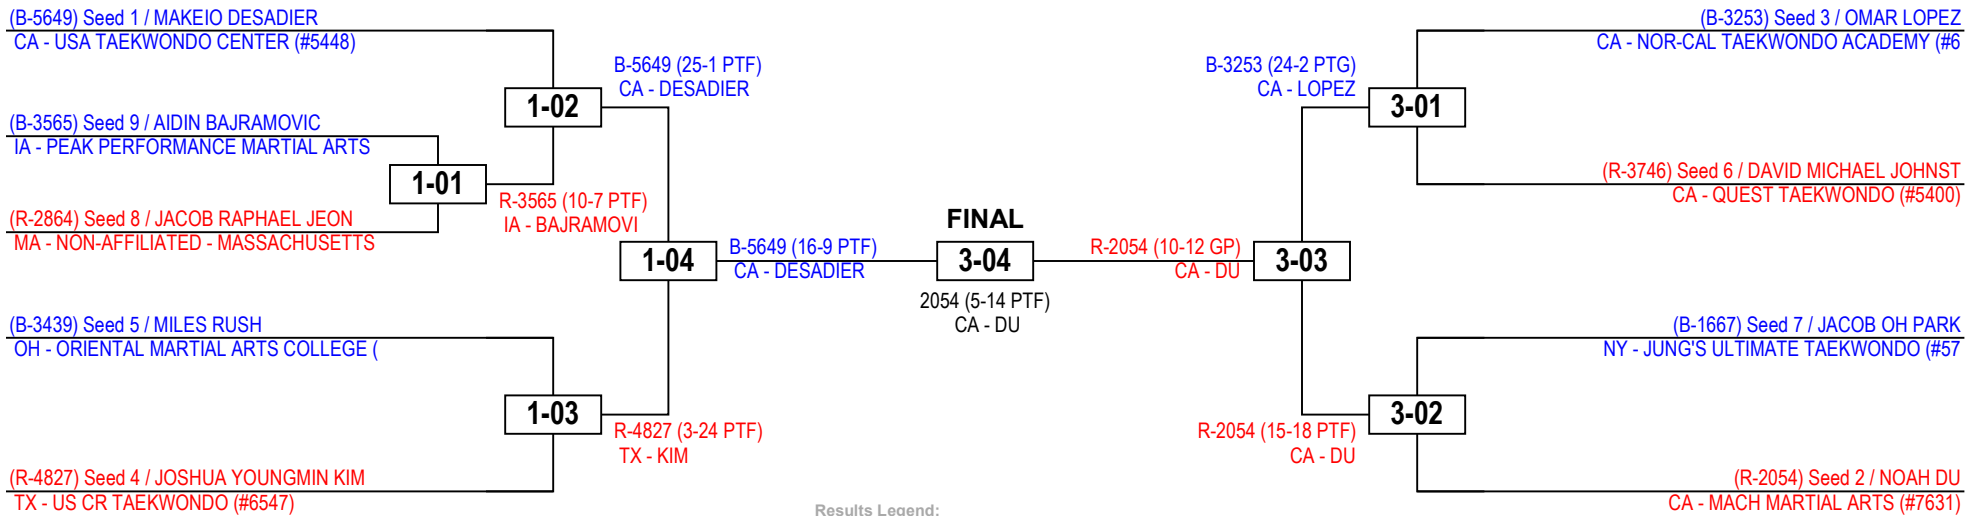 (B-5649) Seed 1 / MAKEIO DESADIER
CA - USA TAEKWONDO CENTER (#5448)
(B-3565) Seed 9 / AIDIN BAJRAMOVIC
IA - PEAK PERFORMANCE MARTIAL ARTS
(R-2864) Seed 8 / JACOB RAPHAEL JEON
MA - NON-AFFILIATED - MASSACHUSETTS
(B-3439) Seed 5 / MILES RUSH
OH - ORIENTAL MARTIAL ARTS COLLEGE (
(R-4827) Seed 4 / JOSHUA YOUNGMIN KIM
TX - US CR TAEKWONDO (#6547)
1-01
R-3565 (10-7 PTF)
IA - BAJRAMOVI
1-02
B-5649 (25-1 PTF)
CA - DESADIER
1-03
R-4827 (3-24 PTF)
TX - KIM
1-04
B-5649 (16-9 PTF)
CA - DESADIER
FINAL
3-04
2054 (5-14 PTF)
CA - DU
R-2054 (10-12 GP)
CA - DU
3-03
B-3253 (24-2 PTG)
CA - LOPEZ
3-01
R-2054 (15-18 PTF)
CA - DU
3-02
(B-3253) Seed 3 / OMAR LOPEZ
CA - NOR-CAL TAEKWONDO ACADEMY (#6
(R-3746) Seed 6 / DAVID MICHAEL JOHNST
CA - QUEST TAEKWONDO (#5400)
(B-1667) Seed 7 / JACOB OH PARK
NY - JUNG'S ULTIMATE TAEKWONDO (#57
(R-2054) Seed 2 / NOAH DU
CA - MACH MARTIAL ARTS (#7631)
Results Legend: